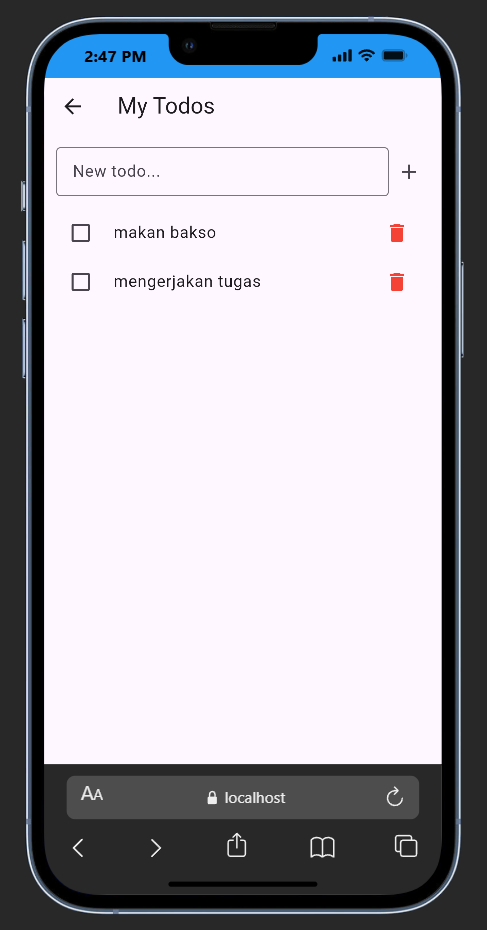 2:47 PM
My Todos
New todo...
makan bakso
mengerjakan tugas
AA
localhost